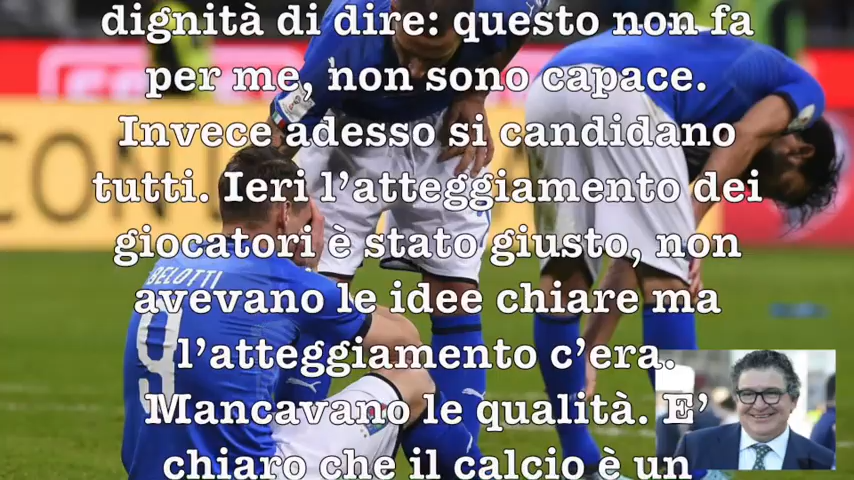 dignità di dire: questo non fa
per me, non sono capace.
Invece adesso si candidano
tutti. Ieri l'atteggiamento dei
giocatori è stato giusto, non
avevano le idee chiare ma
l'atteggiamento c'era.
Mancavano le qualità. E'
chiaro che il calcio è un
BELOTTI
9
CON